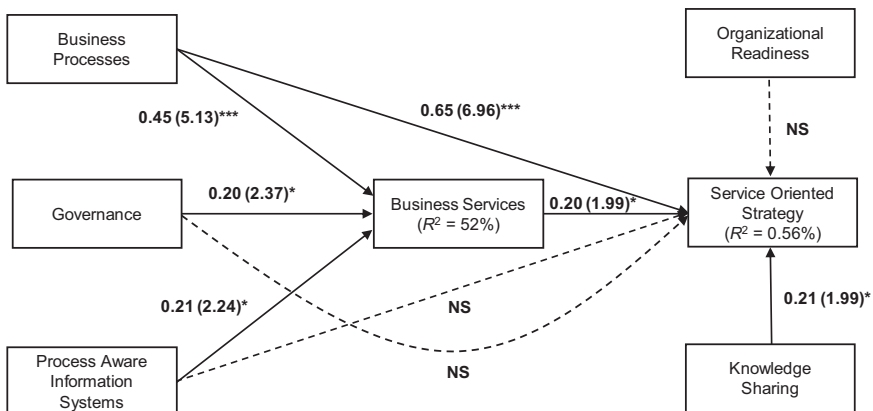 Business
Processes
Organizational
Readiness
0.45 (5.13)***
0.65 (6.96)***
NS
Governance
0.20 (2.37)*
Business Services
(R² = 52%)
0.20 (1.99)*
Service Oriented
Strategy
(R² = 0.56%)
0.21 (2.24)*
NS
0.21 (1.99)*
Process Aware
Information
Systems
NS
Knowledge
Sharing